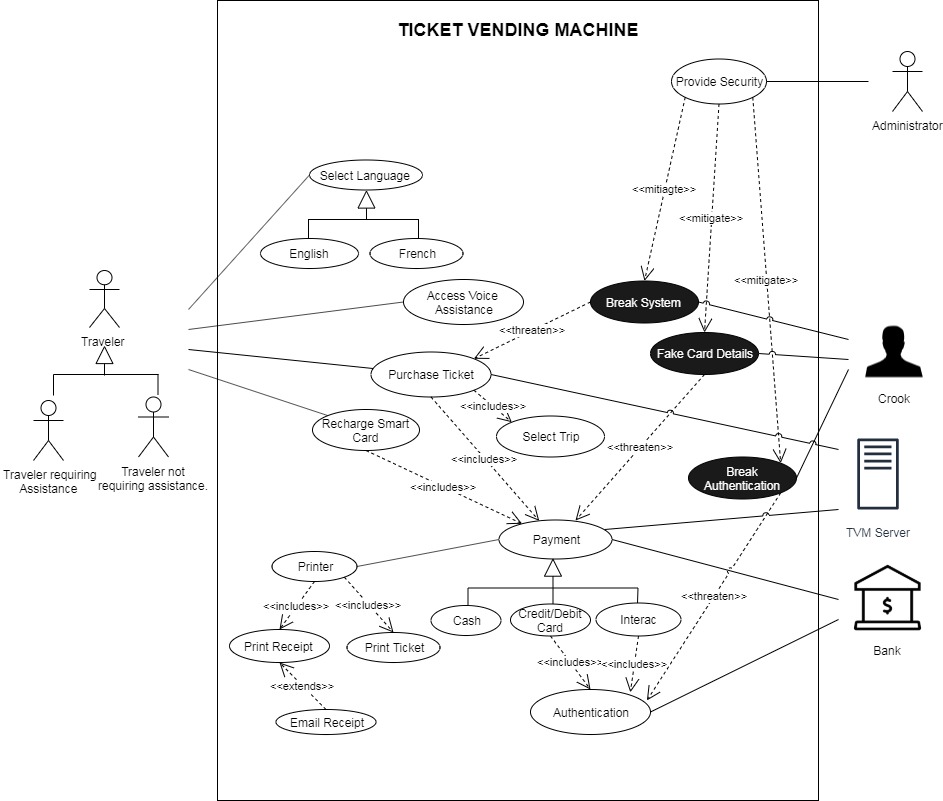 TICKET VENDING MACHINE
Provide Security
Administrator
Select Language
<<mitiagte>>
<<mitigate>>
English
French
<<mitigate>>
Access Voice
Assistance
Break System
<<threaten>>
Traveler
Fake Card Details
Purchase Ticket
Crook
<<includes>>
Recharge Smart
Card
Select Trip
<<threaten>>
<<includes>>
Traveler requiring
Assistance
Traveler not
requiring assistance.
<<includes>>
Break
Authentication
TVM Server
Payment
Printer
<<threaten>>
<<includes>>
<<includes>>
Cash
Credit/Debit
Card
Interac
Print Receipt
Print Ticket
Bank
<<includes>>
<<includes>>
<<extends>>
Email Receipt
Authentication